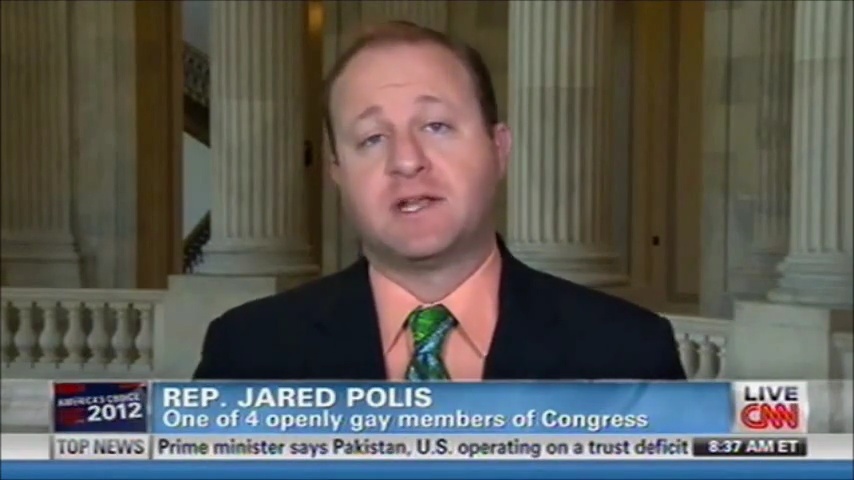 AMERICA'S CHOICE
2012
REP. JARED POLIS
One of 4 openly gay members of Congress
LIVE
CNN
TOP NEWS
Prime minister says Pakistan, U.S. operating on a trust deficit
8:37 AM ET